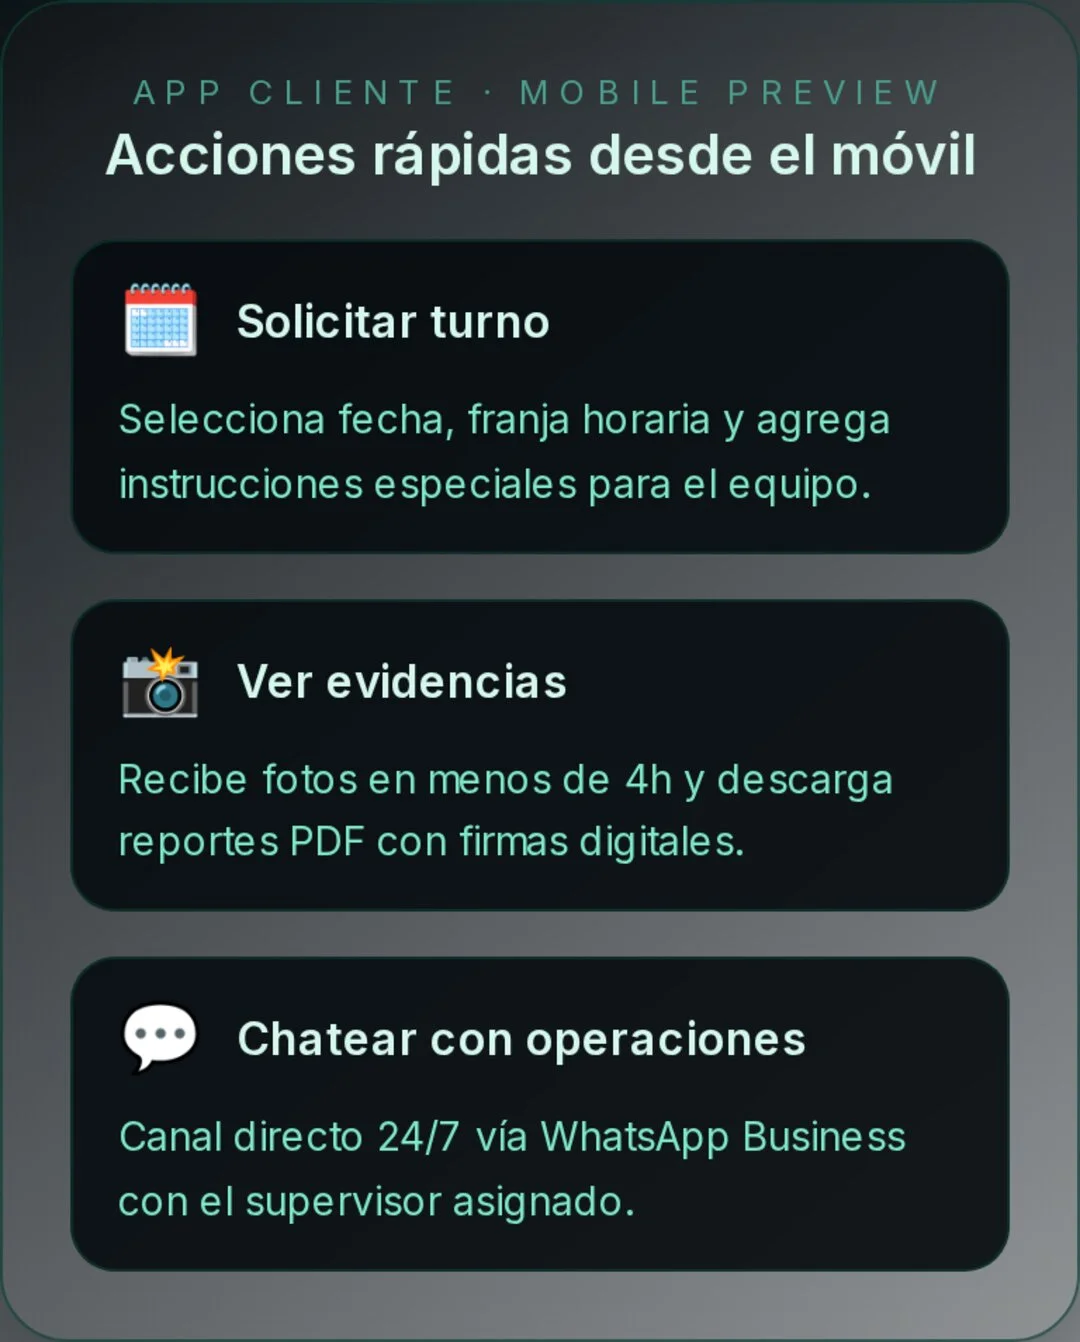 APP CLIENTE · MOBILE PREVIEW
Acciones rápidas desde el móvil
Solicitar turno
Selecciona fecha, franja horaria y agrega
instrucciones especiales para el equipo.
Ver evidencias
Recibe fotos en menos de 4h y descarga
reportes PDF con firmas digitales.
Chatear con operaciones
Canal directo 24/7 vía WhatsApp Business
con el supervisor asignado.